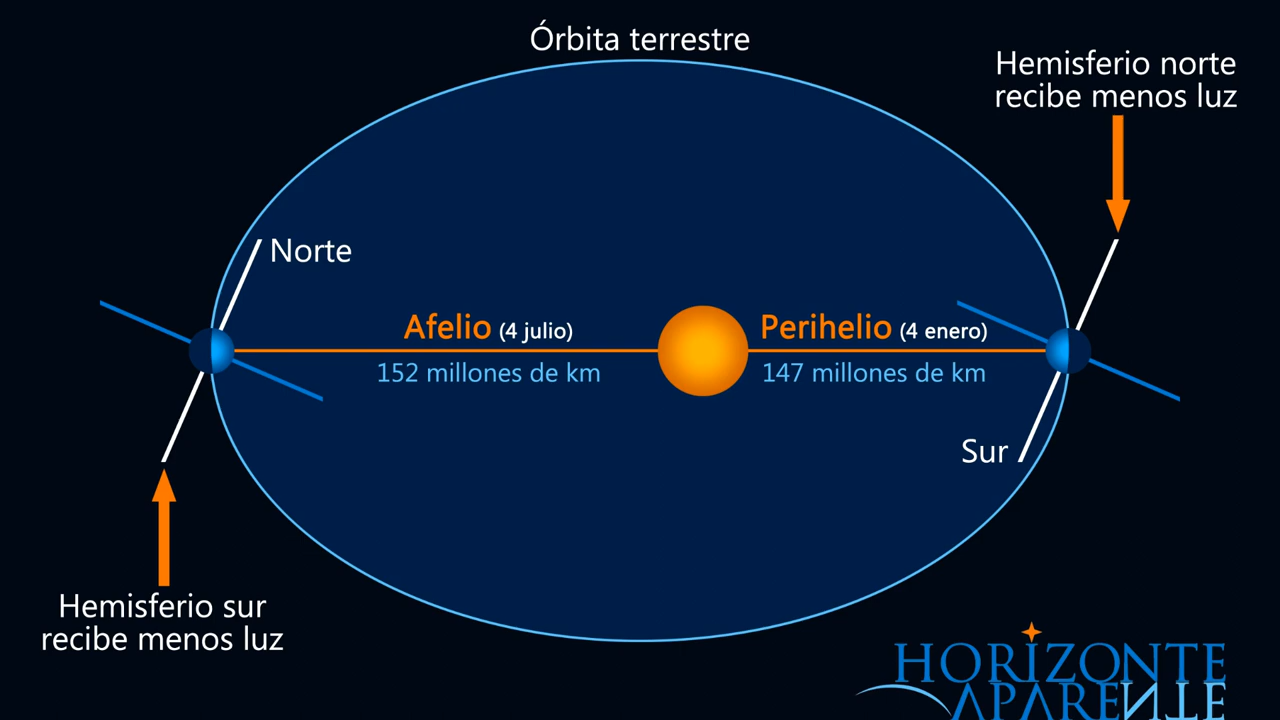 Órbita terrestre
Hemisferio norte
recibe menos luz
Norte
Afelio (4 julio)
152 millones de km
Perihelio (4 enero)
147 millones de km
Sur
Hemisferio sur
recibe menos luz
HORIZONTE
APARENTE